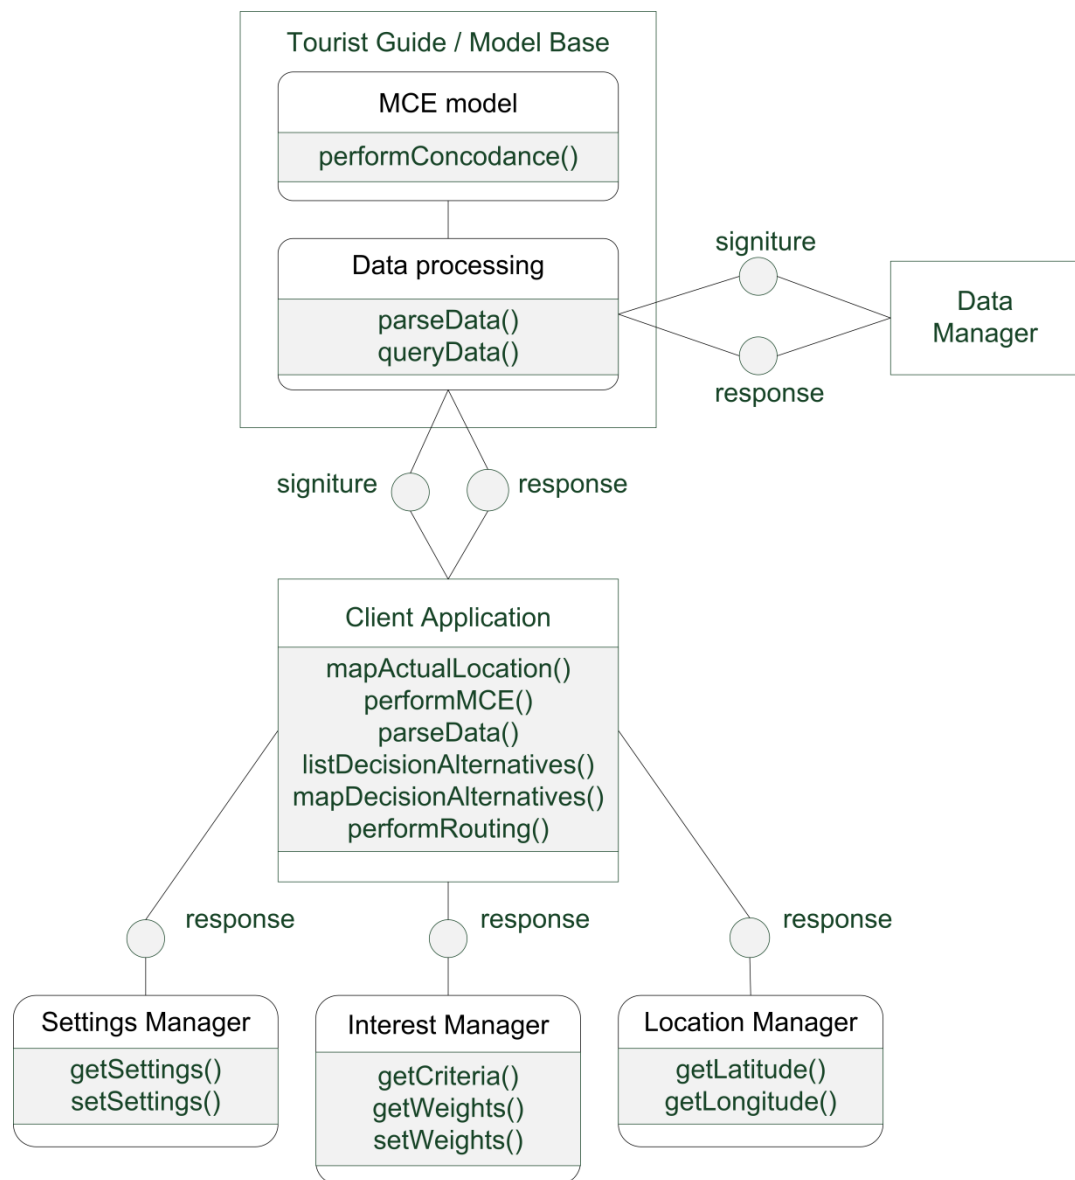 Tourist Guide / Model Base
MCE model
performConcodance()
Data processing
parseData()
queryData()
signiture
response
Data
Manager
signiture
response
Client Application
mapActualLocation()
performMCE()
parseData()
listDecisionAlternatives()
mapDecisionAlternatives()
performRouting()
response
response
response
Settings Manager
getSettings()
setSettings()
Interest Manager
getCriteria()
getWeights()
setWeights()
Location Manager
getLatitude()
getLongitude()